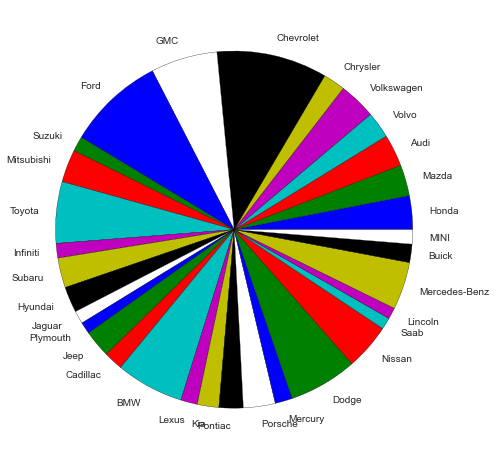 GMC
Chevrolet
Chrysler
Ford
Volkswagen
Volvo
Suzuki
Audi
Mitsubishi
Mazda
Toyota
Honda
MINI
Infiniti
Buick
Subaru
Mercedes-Benz
Hyundai
Lincoln
Jaguar
Saab
Plymouth
Jeep
Nissan
Cadillac
BMW
Dodge
Lexus
Mercury
Kia
Pontiac
Porsche